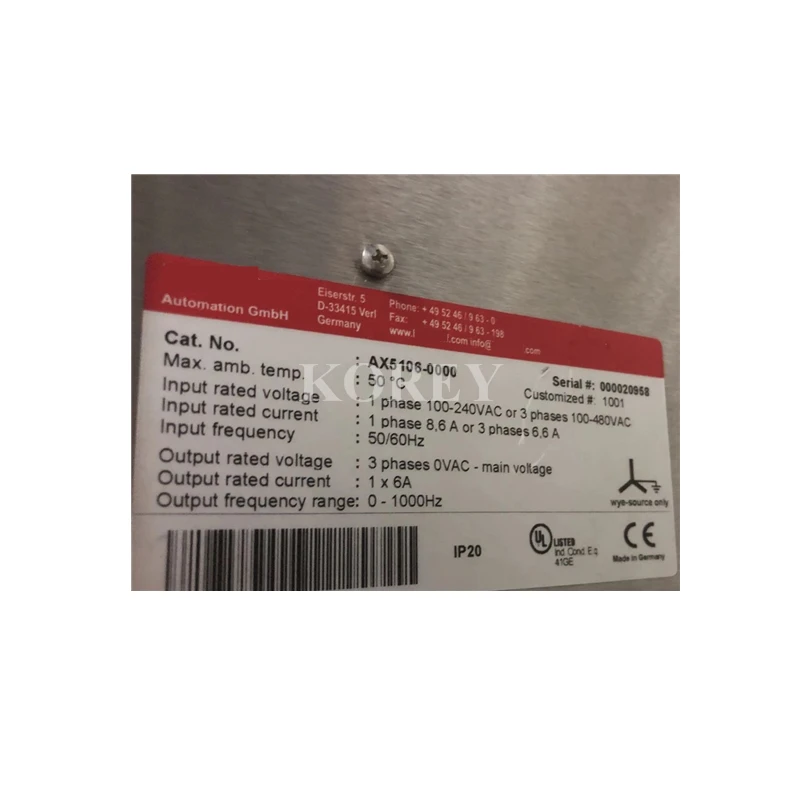 Automation GmbH
Eiserstr. 5
D-33415 Verl
Germany
Phone: + 49 52 46 / 9 63 - 0
Fax: + 49 52 46 / 9 63 - 198
www.l .com info@ .com
Cat. No. : AX5106-0000
Serial #: 000020958
Max. amb. temp. : 50 °C
Customized #: 1001
Input rated voltage : 1 phase 100-240VAC or 3 phases 100-480VAC
Input rated current : 1 phase 8,6 A or 3 phases 6,6 A
Input frequency : 50/60Hz
Output rated voltage : 3 phases 0VAC - main voltage
Output rated current : 1 x 6A
Output frequency range: 0 - 1000Hz
wye-source only
IP20
UL LISTED
Ind. Cond. Eq.
41GE
CE
Made in Germany
KOREY